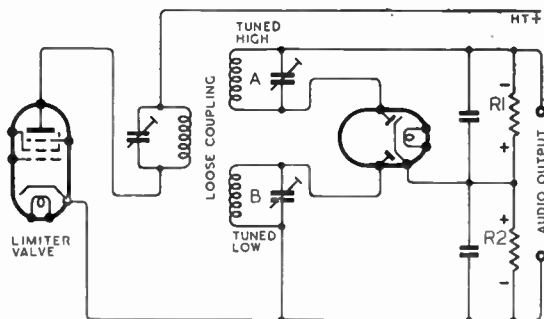 HT+
TUNED
HIGH
A
LOOSE COUPLING
B
TUNED
LOW
LIMITER
VALVE
-
R1
+
+
R2
-
AUDIO OUTPUT